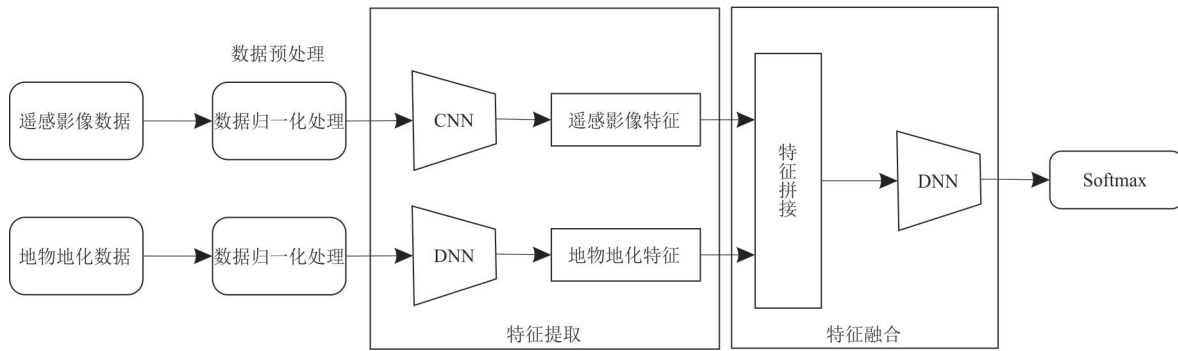 数据预处理
遥感影像数据
数据归一化处理
CNN
遥感影像特征
地物地化数据
数据归一化处理
DNN
地物地化特征
特征提取
特征拼接
DNN
特征融合
Softmax